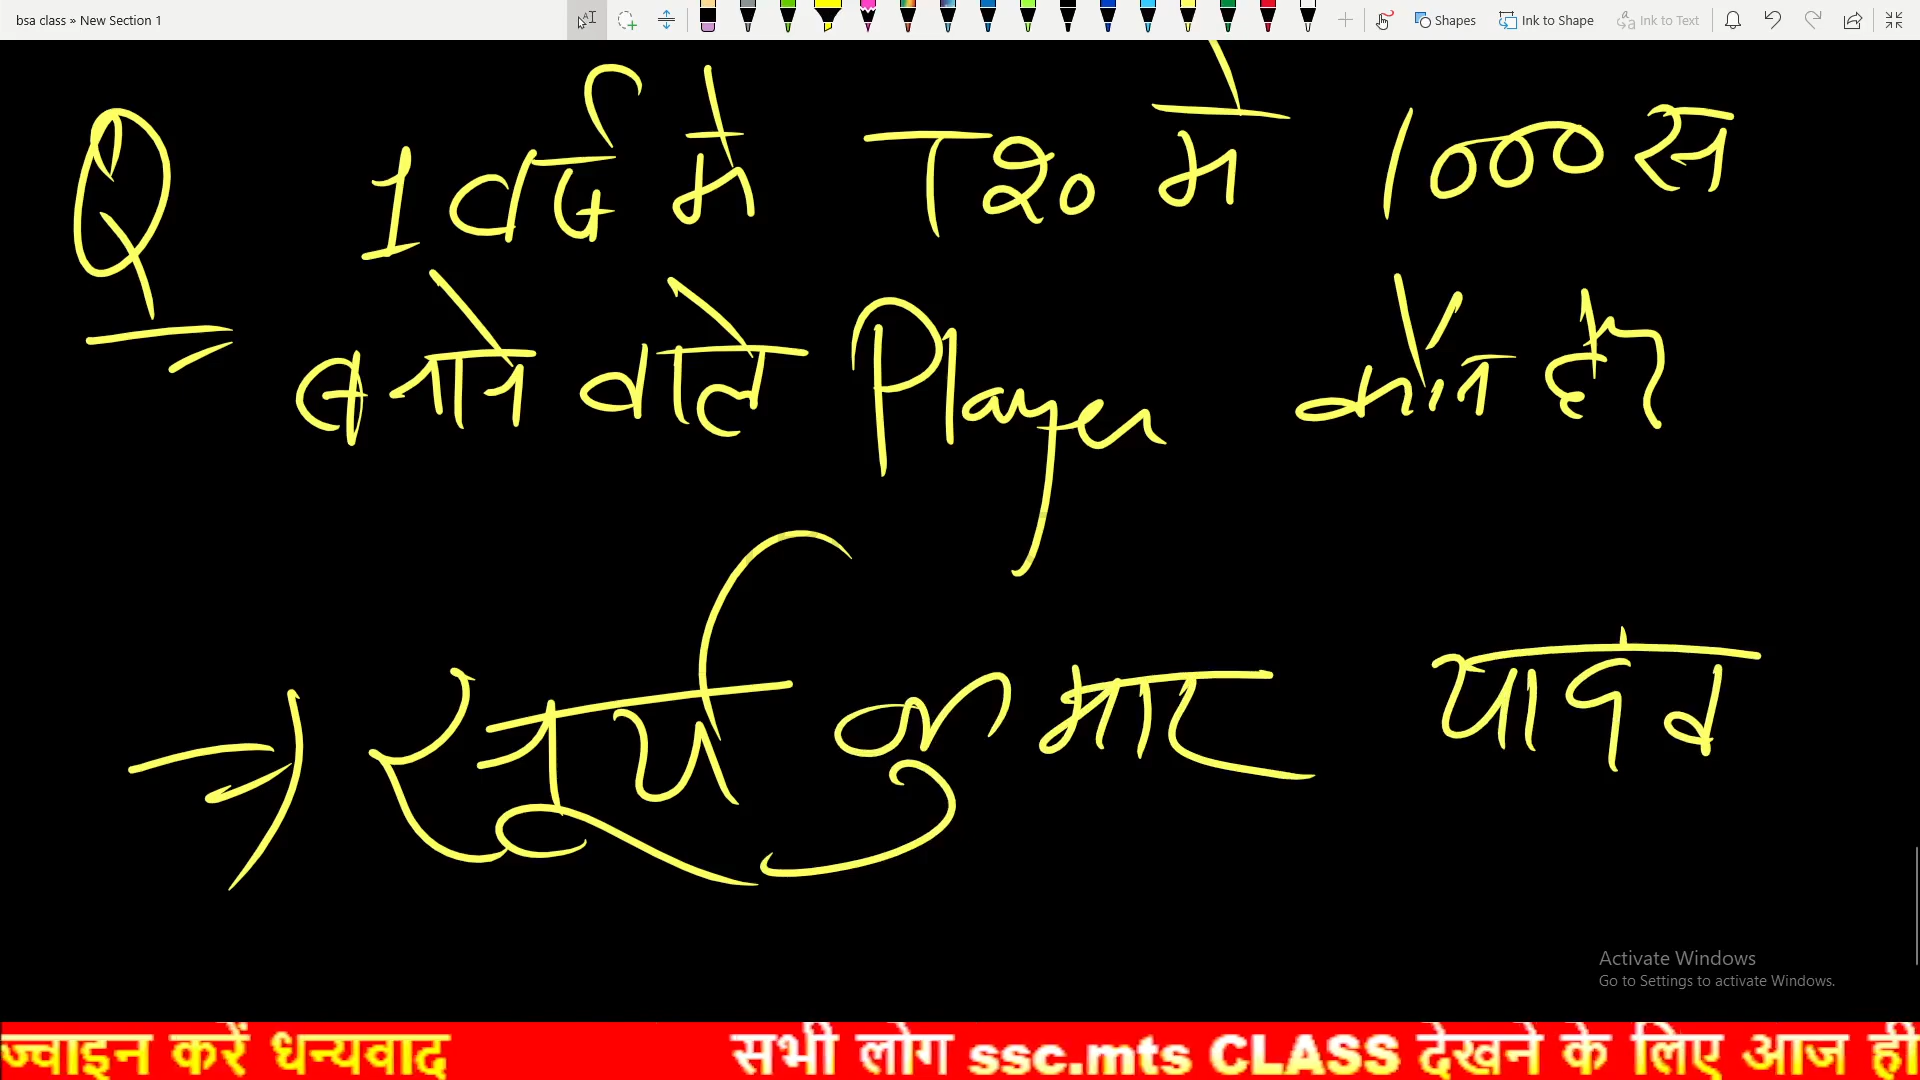 bsa class » New Section 1
Shapes Ink to Shape Ink to Text
Q 1 वर्ष मे T20 मे 1000 स
बनाने वाले Player कौन है?
⇒ सूर्य कुमार यादव
Activate Windows
Go to Settings to activate Windows.
ज्वाइन करें धन्यवाद सभी लोग ssc.mts CLASS देखने के लिए आज ही